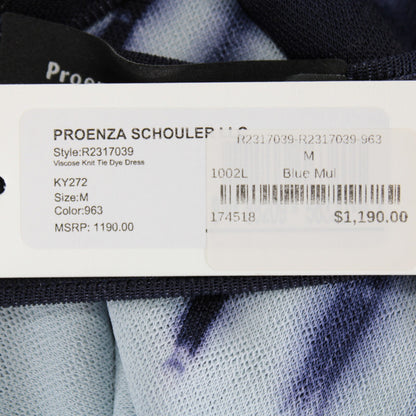 Proen
PROENZA SCHOULER LLC
Style:R2317039
Viscose Knit Tie Dye Dress
KY272
Size:M
Color:963
MSRP: 1190.00
R2317039-R2317039-963
M
1002L Blue Mul
174518 $1,190.00